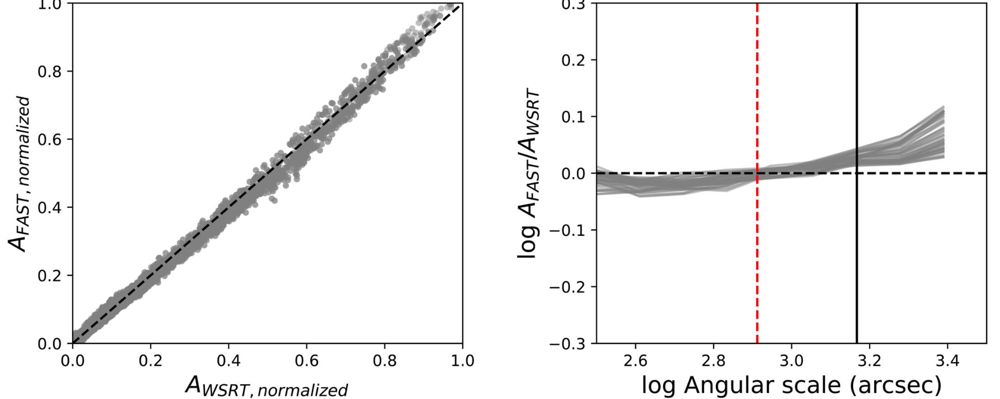 1.0
0.8
0.6
0.4
0.2
0.0
A_FAST, normalized
0.0 0.2 0.4 0.6 0.8 1.0
A_WSRT, normalized
0.3
0.2
0.1
0.0
−0.1
−0.2
−0.3
log A_FAST/A_WSRT
2.6 2.8 3.0 3.2 3.4
log Angular scale (arcsec)